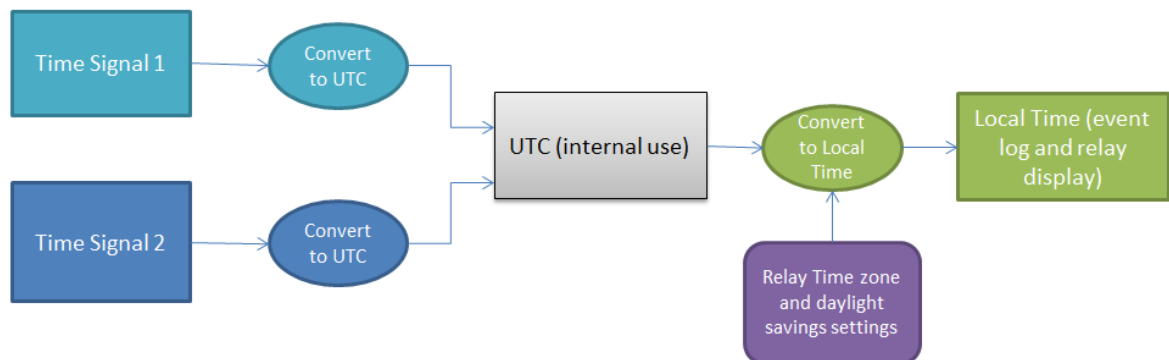 Time Signal 1
Convert
to UTC
UTC (internal use)
Convert
to Local
Time
Local Time (event
log and relay
display)
Time Signal 2
Convert
to UTC
Relay Time zone
and daylight
savings settings